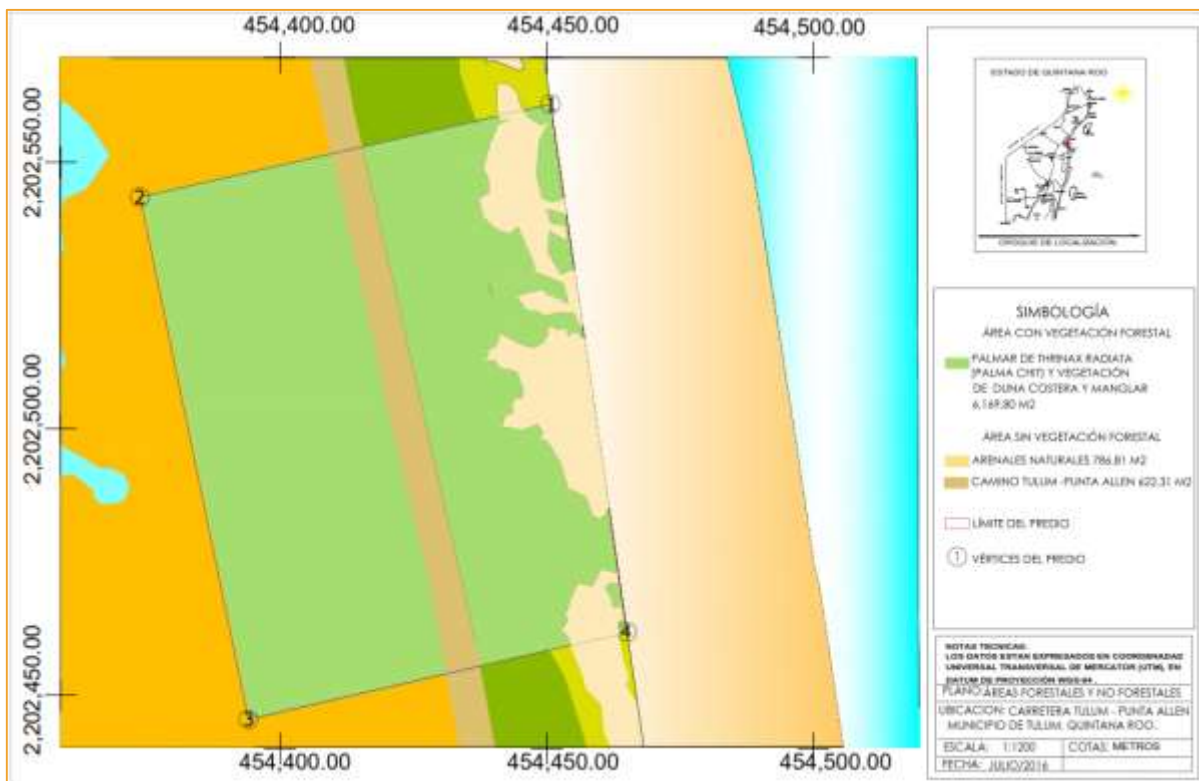 454,400.00
454,450.00
454,500.00
2,202,550.00
2,202,500.00
2,202,450.00
1
2
3
4
454,400.00
454,450.00
454,500.00
ESTADO DE QUINTANA ROO
CROQUIS DE LOCALIZACIÓN
SIMBOLOGÍA
ÁREA CON VEGETACIÓN FORESTAL
PALMAR DE THRINAX RADIATA
(PALMA CHIT) Y VEGETACIÓN
DE DUNA COSTERA Y MANGLAR
6,169.80 M2
ÁREA SIN VEGETACIÓN FORESTAL
ARENALES NATURALES 786.81 M2
CAMINO TULUM -PUNTA ALLEN 622.31 M2
LÍMITE DEL PREDIO
1 VÉRTICES DEL PREDIO
NOTAS TECNICAS:
LOS DATOS ESTAN EXPRESADOS EN COORDENADAS
UNIVERSAL TRANSVERSAL DE MERCATOR (UTM), EN
DATUM DE PROYECCIÓN WGS-84 .
PLANO: ÁREAS FORESTALES Y NO FORESTALES
UBICACION: CARRETERA TULUM - PUNTA ALLEN
MUNICIPIO DE TULUM, QUINTANA ROO.
ESCALA: 1:1200 COTAS: METROS
FECHA: JULIO/2016